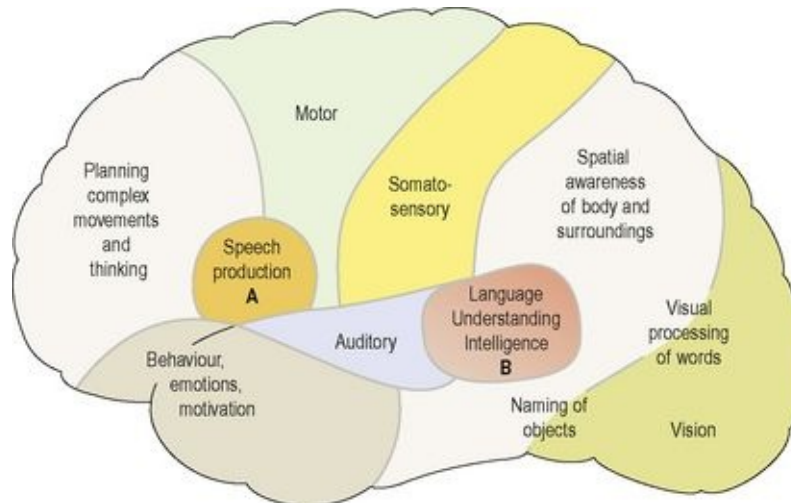 Motor
Planning
complex
movements
and
thinking
Somato-
sensory
Spatial
awareness
of body and
surroundings
Speech
production
A
Language
Understanding
Intelligence
B
Auditory
Visual
processing
of words
Behaviour,
emotions,
motivation
Naming of
objects
Vision